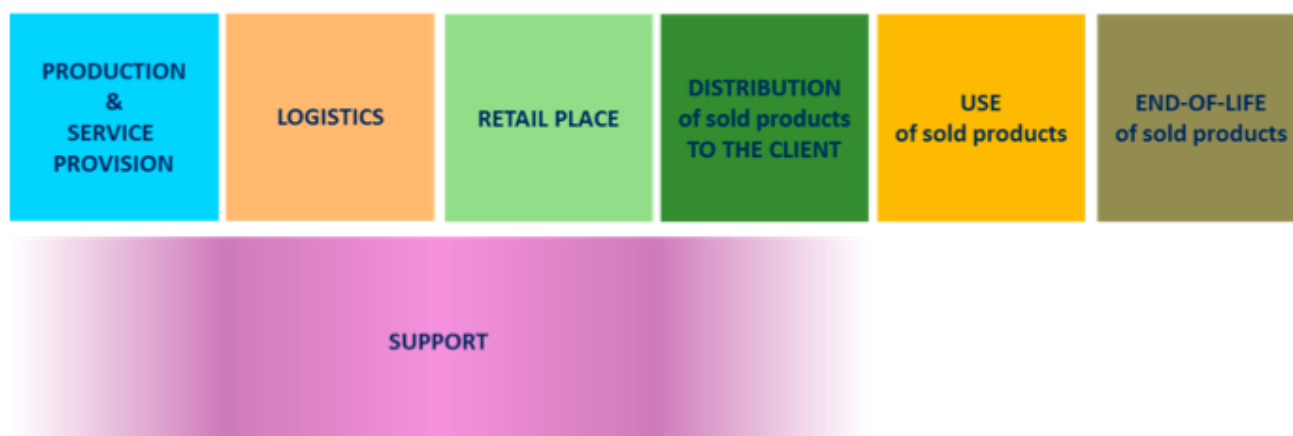 PRODUCTION
&
SERVICE
PROVISION
LOGISTICS
RETAIL PLACE
DISTRIBUTION
of sold products
TO THE CLIENT
USE
of sold products
END-OF-LIFE
of sold products
SUPPORT